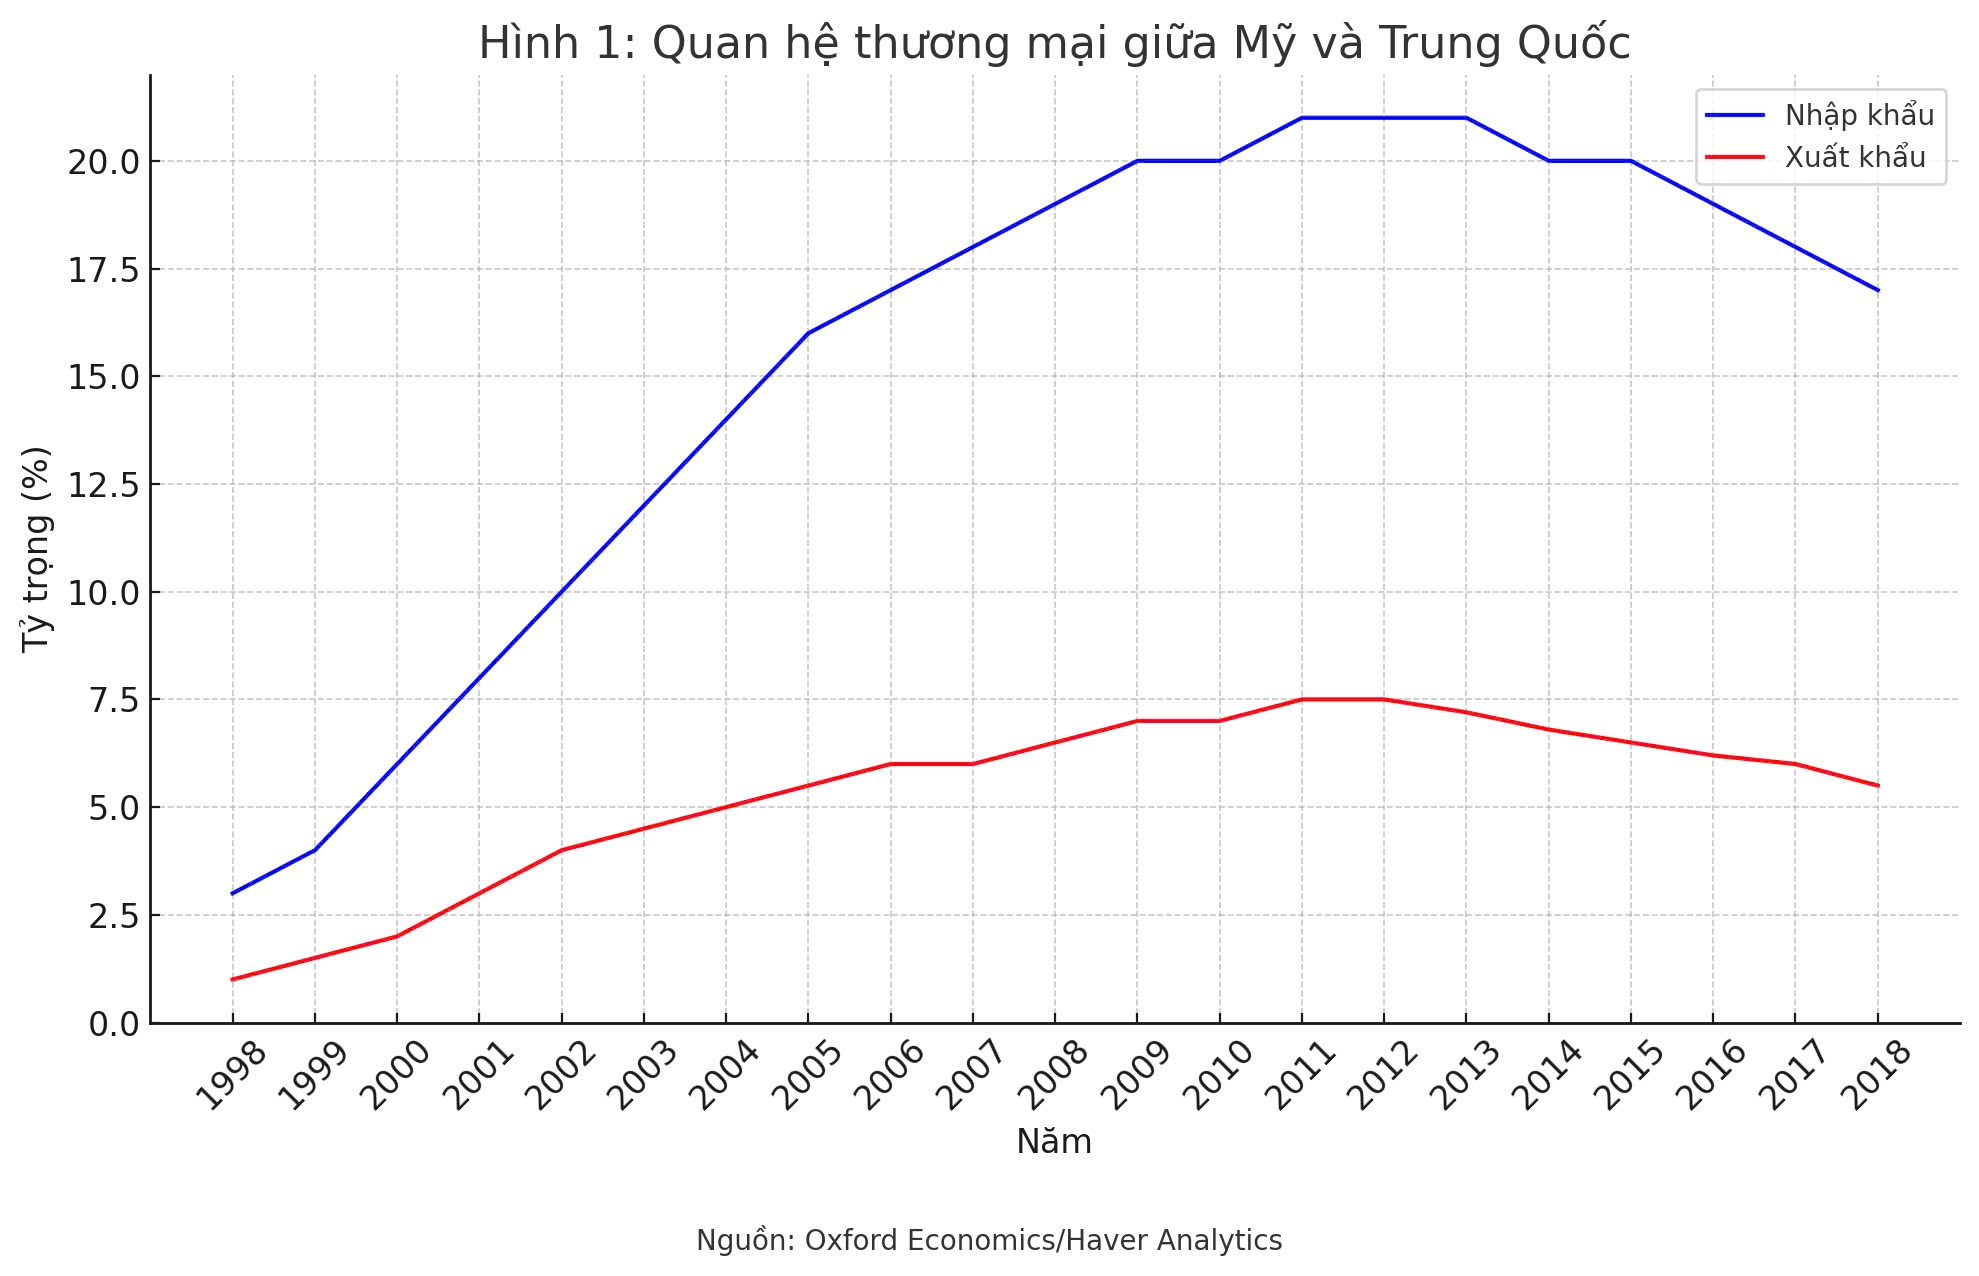 Hình 1: Quan hệ thương mại giữa Mỹ và Trung Quốc
Nhập khẩu
Xuất khẩu
Tỷ trọng (%)
20.0
17.5
15.0
12.5
10.0
7.5
5.0
2.5
0.0
1998 1999 2000 2001 2002 2003 2004 2005 2006 2007 2008 2009 2010 2011 2012 2013 2014 2015 2016 2017 2018
Năm
Nguồn: Oxford Economics/Haver Analytics